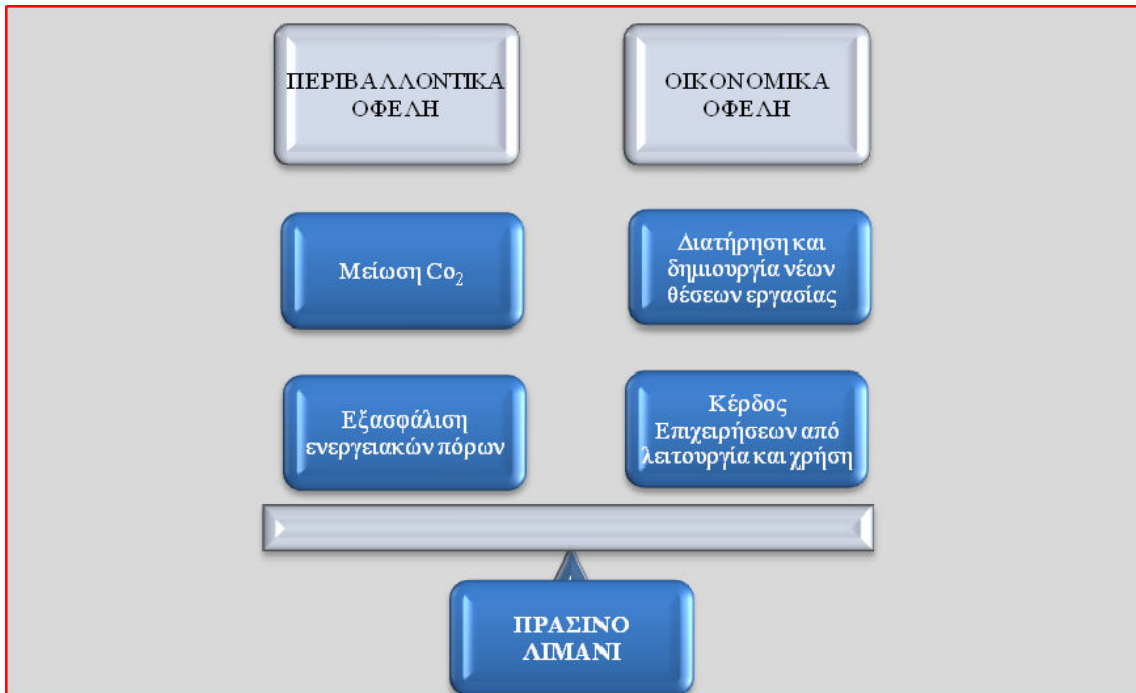 ΠΕΡΙΒΑΛΛΟΝΤΙΚΑ
ΟΦΕΛΗ
ΟΙΚΟΝΟΜΙΚΑ
ΟΦΕΛΗ
Μείωση Co₂
Διατήρηση και
δημιουργία νέων
θέσεων εργασίας
Εξασφάλιση
ενεργειακών πόρων
Κέρδος
Επιχειρήσεων από
λειτουργία και χρήση
ΠΡΑΣΙΝΟ
ΛΙΜΑΝΙ